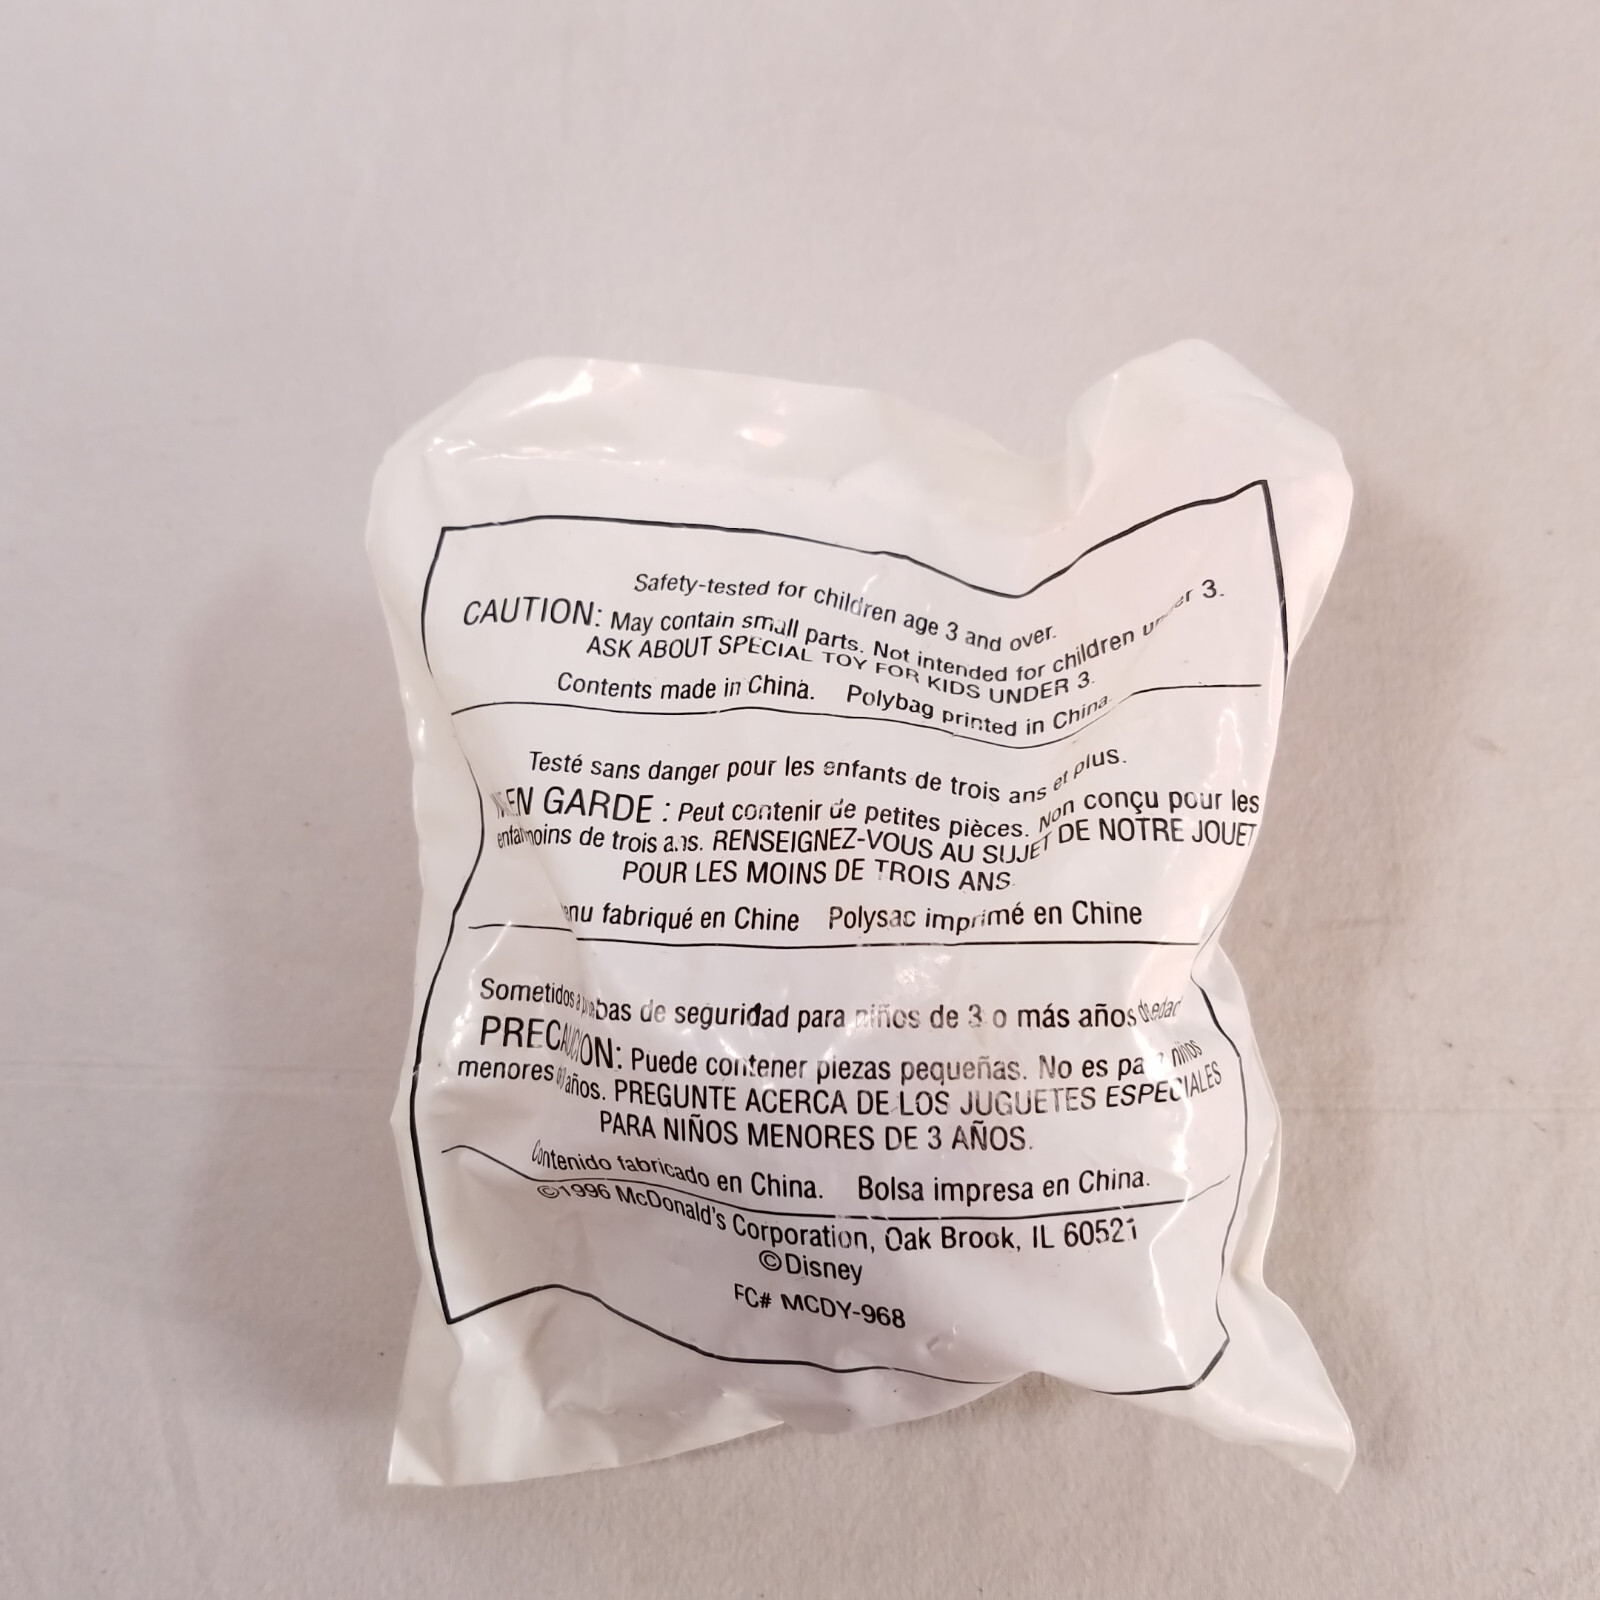 Safety-tested for children age 3 and over.
CAUTION: May contain small parts. Not intended for children under 3.
ASK ABOUT SPECIAL TOY FOR KIDS UNDER 3.
Contents made in China. Polybag printed in China.
Testé sans danger pour les enfants de trois ans et plus.
EN GARDE : Peut contenir de petites pièces. Non conçu pour les
moins de trois ans. RENSEIGNEZ-VOUS AU SUJET DE NOTRE JOUET
POUR LES MOINS DE TROIS ANS.
fabriqué en Chine Polysac imprimé en Chine
Sometidos a de seguridad para niños de 3 o más años de edad
PRECAUCION: Puede contener piezas pequeñas. No es niños
menores años. PREGUNTE ACERCA DE LOS JUGUETES ESPECIALES
PARA NIÑOS MENORES DE 3 AÑOS.
Contenido fabricado en China. Bolsa impresa en China.
©1996 McDonald's Corporation, Oak Brook, IL 60521
©Disney
FC# MCDY-968